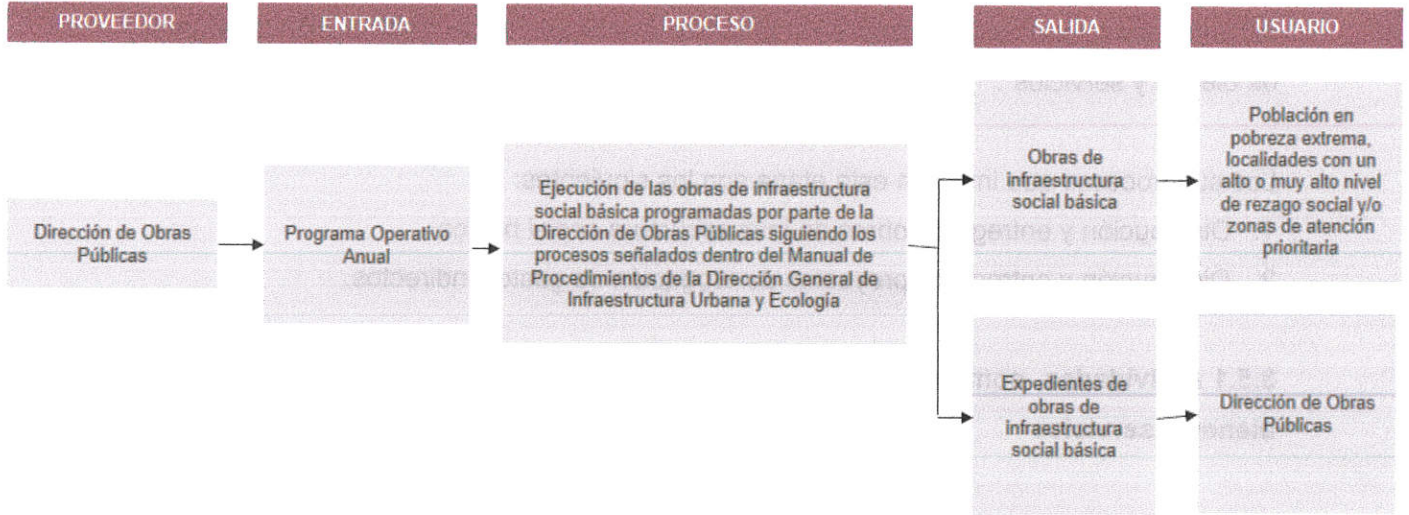 PROVEEDOR
ENTRADA
PROCESO
SALIDA
USUARIO
Dirección de Obras
Públicas
Programa Operativo
Anual
Ejecución de las obras de infraestructura
social básica programadas por parte de la
Dirección de Obras Públicas siguiendo los
procesos señalados dentro del Manual de
Procedimientos de la Dirección General de
Infraestructura Urbana y Ecología
Obras de
infraestructura
social básica
Población en
pobreza extrema,
localidades con un
alto o muy alto nivel
de rezago social y/o
zonas de atención
prioritaria
Expedientes de
obras de
infraestructura
social básica
Dirección de Obras
Públicas